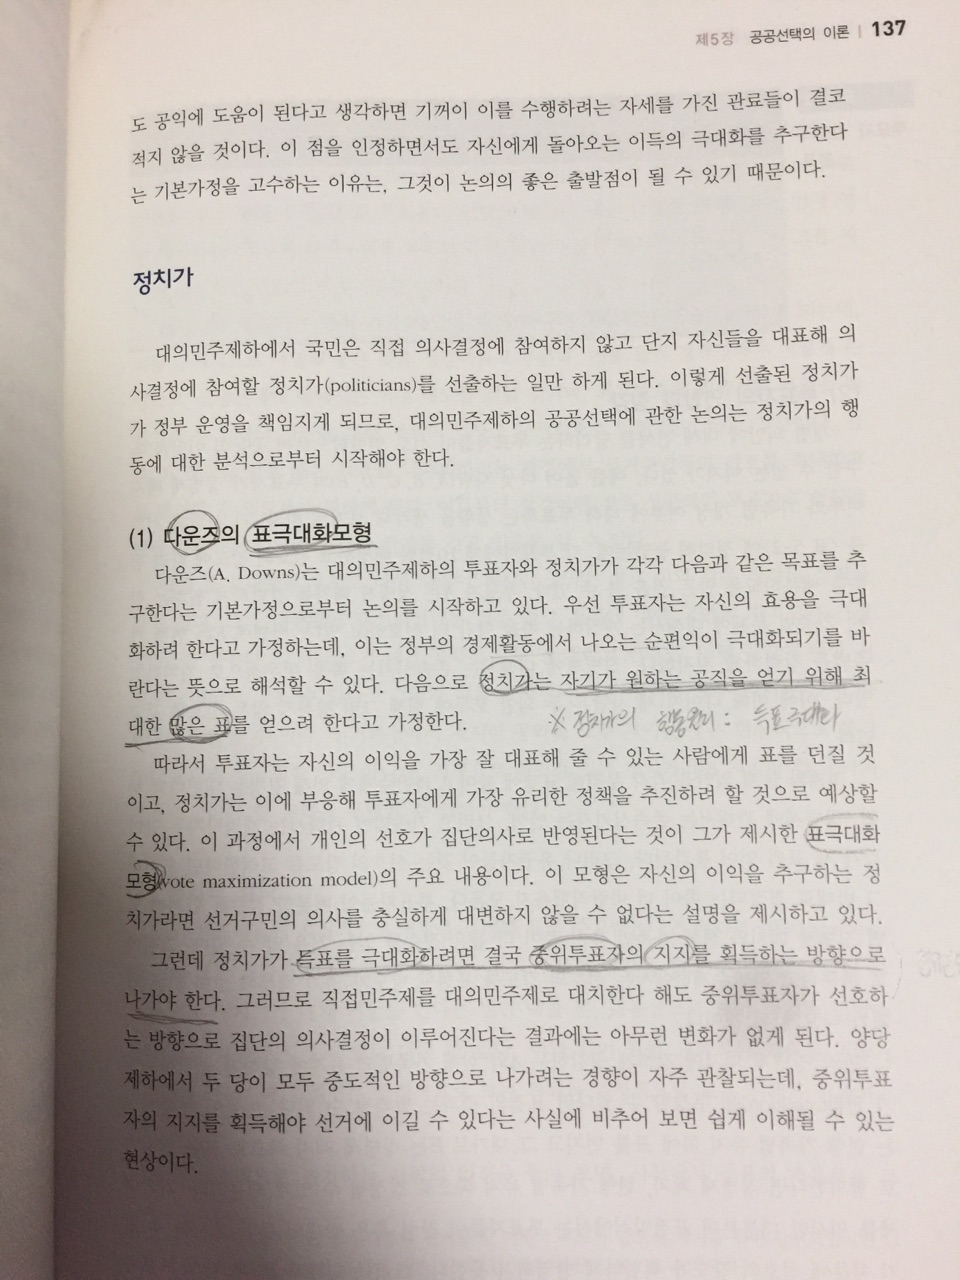 제5장 공공선택의 이론 | 137
도 공익에 도움이 된다고 생각하면 기꺼이 이를 수행하려는 자세를 가진 관료들이 결코
적지 않을 것이다. 이 점을 인정하면서도 자신에게 돌아오는 이득의 극대화를 추구한다
는 기본가정을 고수하는 이유는, 그것이 논의의 좋은 출발점이 될 수 있기 때문이다.
정치가
대의민주제하에서 국민은 직접 의사결정에 참여하지 않고 단지 자신들을 대표해 의
사결정에 참여할 정치가(politicians)를 선출하는 일만 하게 된다. 이렇게 선출된 정치가
가 정부 운영을 책임지게 되므로, 대의민주제하의 공공선택에 관한 논의는 정치가의 행
동에 대한 분석으로부터 시작해야 한다.
(1) 다운즈의 표극대화모형
다운즈(A. Downs)는 대의민주제하의 투표자와 정치가가 각각 다음과 같은 목표를 추
구한다는 기본가정으로부터 논의를 시작하고 있다. 우선 투표자는 자신의 효용을 극대
화하려 한다고 가정하는데, 이는 정부의 경제활동에서 나오는 순편익이 극대화되기를 바
란다는 뜻으로 해석할 수 있다. 다음으로 정치가는 자기가 원하는 공직을 얻기 위해 최
대한 많은 표를 얻으려 한다고 가정한다.
※ 정치가의 행동원리 : 득표극대화
따라서 투표자는 자신의 이익을 가장 잘 대표해 줄 수 있는 사람에게 표를 던질 것
이고, 정치가는 이에 부응해 투표자에게 가장 유리한 정책을 추진하려 할 것으로 예상할
수 있다. 이 과정에서 개인의 선호가 집단의사로 반영된다는 것이 그가 제시한 표극대화
모형(vote maximization model)의 주요 내용이다. 이 모형은 자신의 이익을 추구하는 정
치가라면 선거구민의 의사를 충실하게 대변하지 않을 수 없다는 설명을 제시하고 있다.
그런데 정치가가 득표를 극대화하려면 결국 중위투표자의 지지를 획득하는 방향으로
나가야 한다. 그러므로 직접민주제를 대의민주제로 대치한다 해도 중위투표자가 선호하
는 방향으로 집단의 의사결정이 이루어진다는 결과에는 아무런 변화가 없게 된다. 양당
제하에서 두 당이 모두 중도적인 방향으로 나가려는 경향이 자주 관찰되는데, 중위투표
자의 지지를 획득해야 선거에 이길 수 있다는 사실에 비추어 보면 쉽게 이해될 수 있는
현상이다.